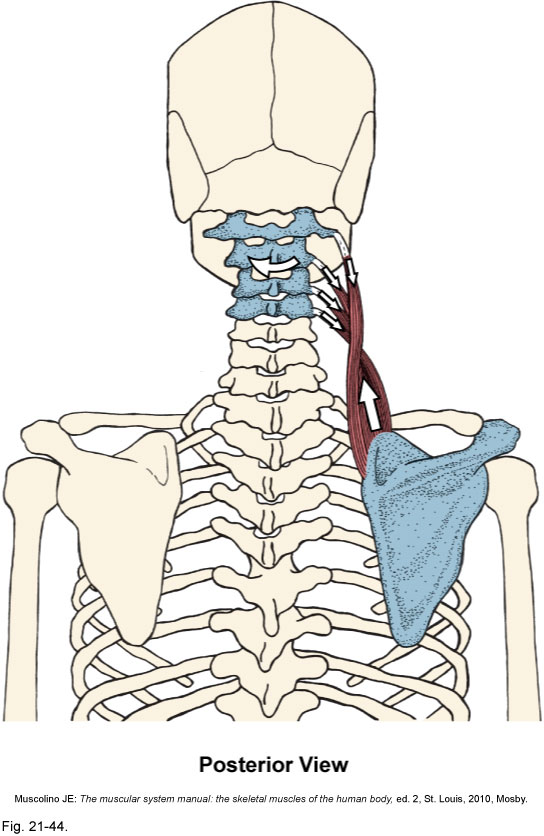 Posterior View
Muscolino JE: The muscular system manual: the skeletal muscles of the human body, ed. 2, St. Louis, 2010, Mosby.
Fig. 21-44.